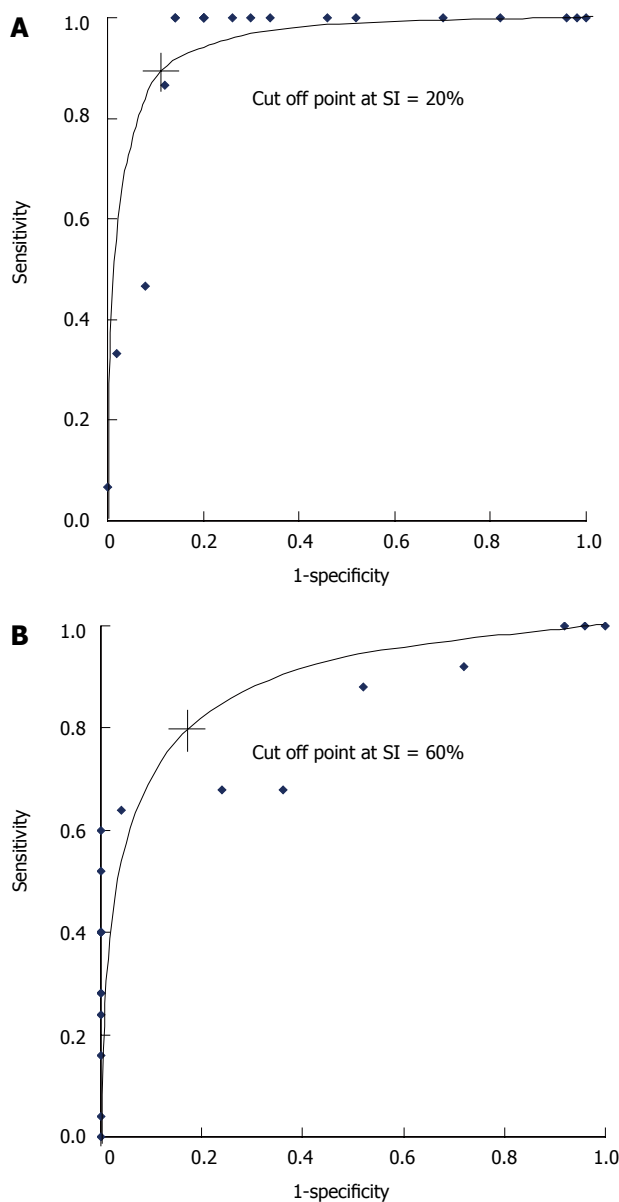 A
1.0
0.8
0.6
0.4
0.2
0.0
Sensitivity
Cut off point at SI = 20%
0 0.2 0.4 0.6 0.8 1.0
1-specificity
B
1.0
0.8
0.6
0.4
0.2
0.0
Sensitivity
Cut off point at SI = 60%
0 0.2 0.4 0.6 0.8 1.0
1-specificity